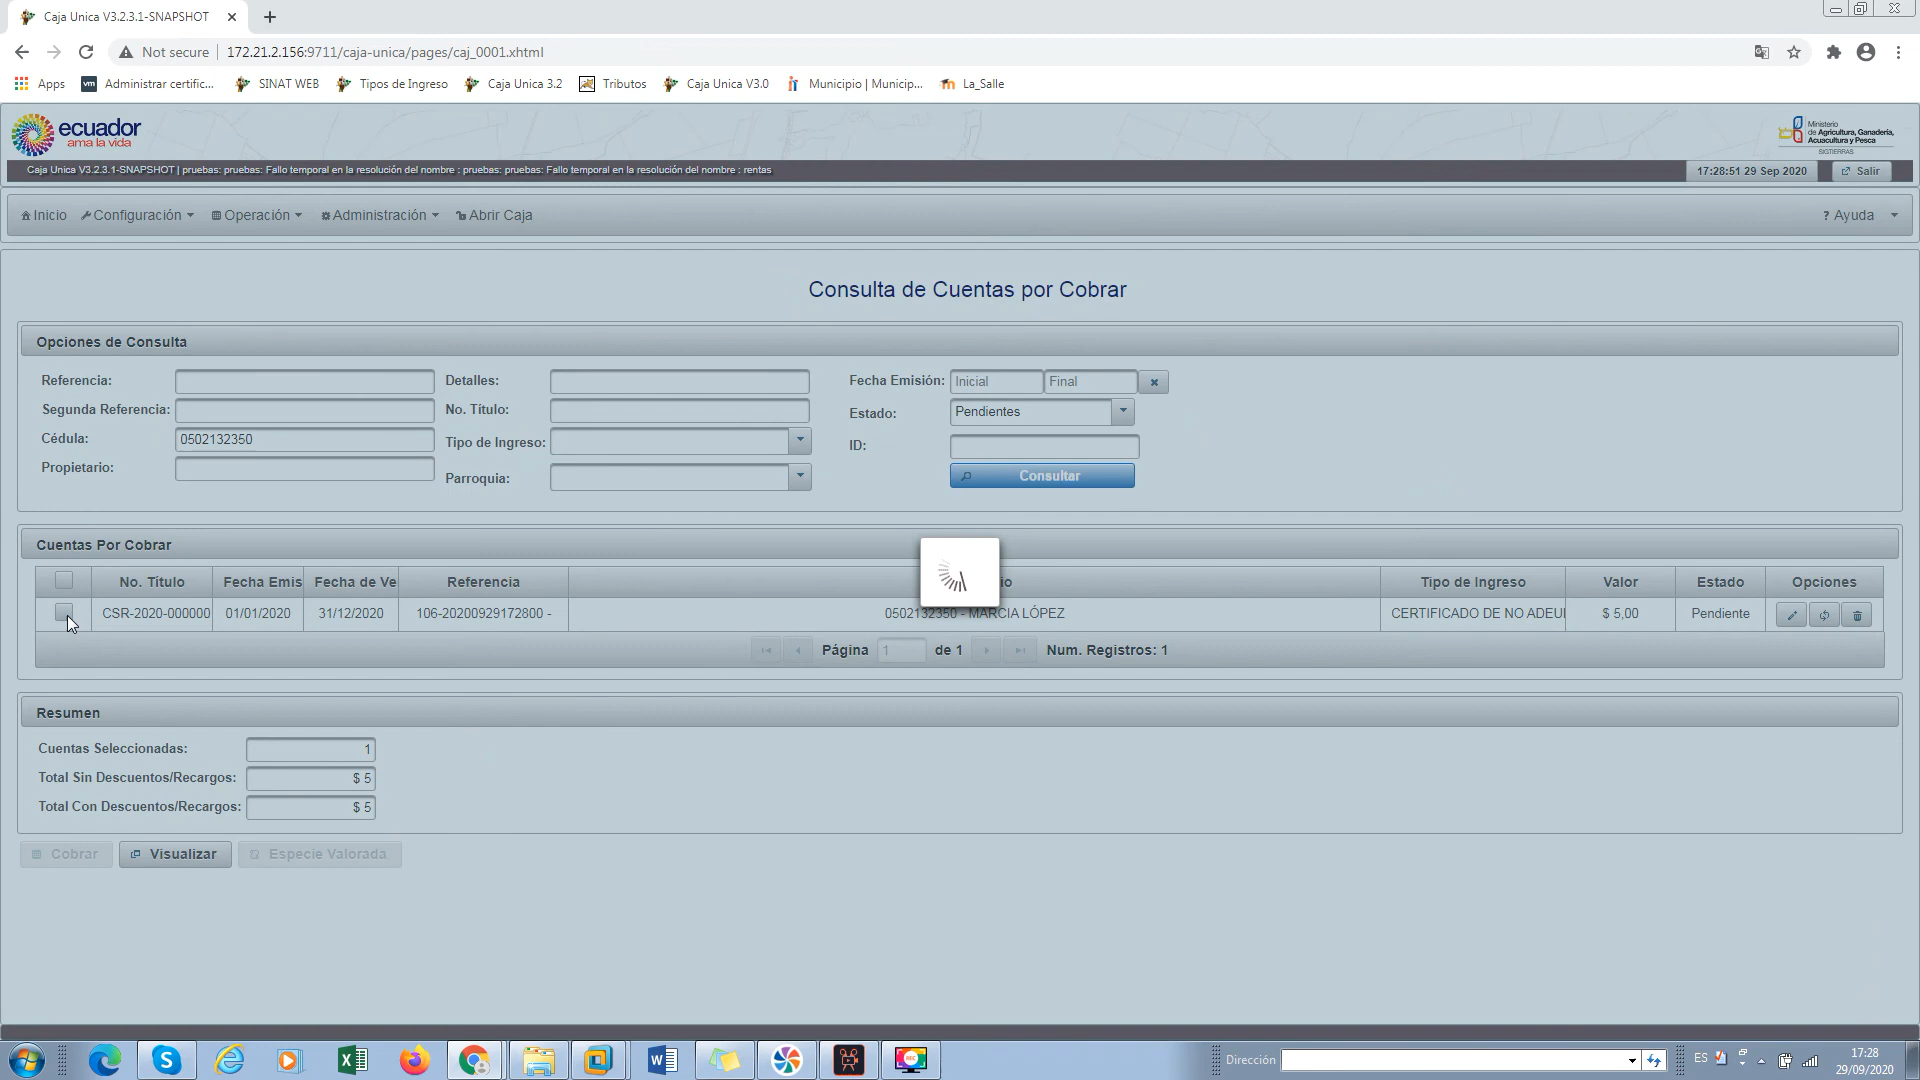 Caja Unica V3.2.3.1-SNAPSHOT
Not secure 172.21.2.156:9711/caja-unica/pages/caj_0001.xhtml
Apps vm Administrar certific... SINAT WEB Tipos de Ingreso Caja Unica 3.2 Tributos Caja Unica V3.0 Municipio | Municip... La_Salle
ecuador
ama la vida
Ministerio
de Agricultura, Ganadería,
Acuacultura y Pesca
SIGTIERRAS
Caja Unica V3.2.3.1-SNAPSHOT | pruebas: pruebas: Fallo temporal en la resolución del nombre : pruebas: pruebas: Fallo temporal en la resolución del nombre : rentas 17:28:51 29 Sep 2020 Salir
Inicio Configuración Operación Administración Abrir Caja ? Ayuda
Consulta de Cuentas por Cobrar
Opciones de Consulta
Referencia: Detalles: Fecha Emisión: Inicial Final
Segunda Referencia: No. Título: Estado: Pendientes
Cédula: 0502132350 Tipo de Ingreso: ID:
Propietario: Parroquia: Consultar
Cuentas Por Cobrar
No. Título Fecha Emis Fecha de Ve Referencia io Tipo de Ingreso Valor Estado Opciones
CSR-2020-000000 01/01/2020 31/12/2020 106-20200929172800 - 0502132350 - MARCIA LÓPEZ CERTIFICADO DE NO ADEU $ 5,00 Pendiente
Página 1 de 1 Num. Registros: 1
Resumen
Cuentas Seleccionadas: 1
Total Sin Descuentos/Recargos: $ 5
Total Con Descuentos/Recargos: $ 5
Cobrar Visualizar Especie Valorada
Dirección ES 17:28
29/09/2020